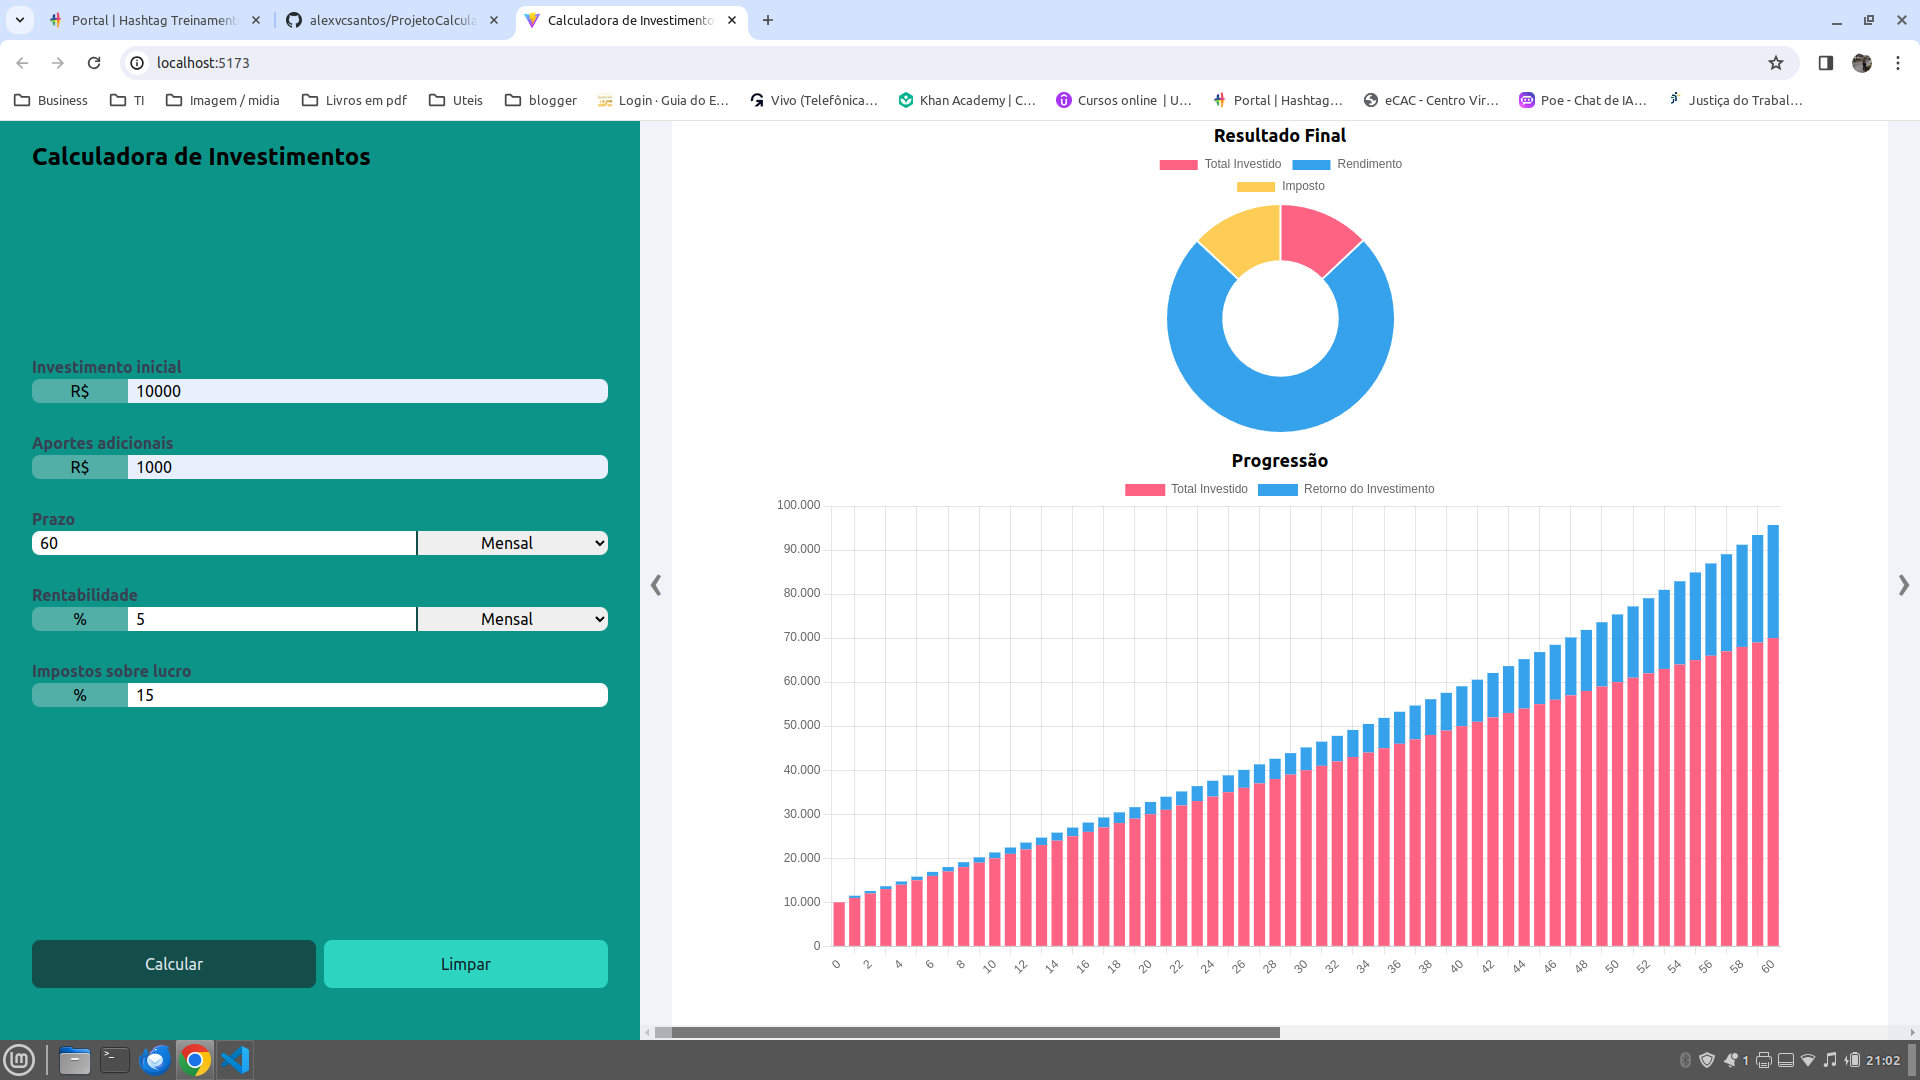 Portal | Hashtag Treinament
alexvcsantos/ProjetoCalcula
Calculadora de Investimento
localhost:5173
Business
TI
Imagem / midia
Livros em pdf
Uteis
blogger
Login · Guia do E...
Vivo (Telefônica...
Khan Academy | C...
Cursos online | U...
Portal | Hashtag...
eCAC - Centro Vir...
Poe - Chat de IA...
Justiça do Trabal...
Calculadora de Investimentos
Investimento inicial
R$ 10000
Aportes adicionais
R$ 1000
Prazo
60 Mensal
Rentabilidade
% 5 Mensal
Impostos sobre lucro
% 15
Calcular Limpar
Resultado Final
Total Investido Rendimento
Imposto
Progressão
Total Investido Retorno do Investimento
100.000
90.000
80.000
70.000
60.000
50.000
40.000
30.000
20.000
10.000
0
0 2 4 6 8 10 12 14 16 18 20 22 24 26 28 30 32 34 36 38 40 42 44 46 48 50 52 54 56 58 60
❮
❯
lm
>_
1
21:02